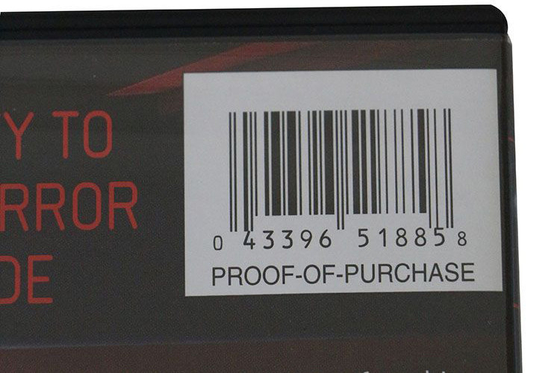 Y TO
RROR
DE
0 43396 51885 8
PROOF-OF-PURCHASE